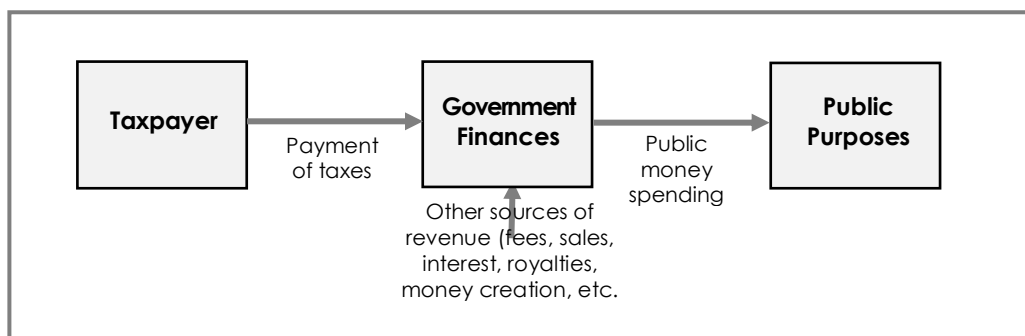 Taxpayer
Payment
of taxes
Government
Finances
Other sources of
revenue (fees, sales,
interest, royalties,
money creation, etc.
Public
money
spending
Public
Purposes